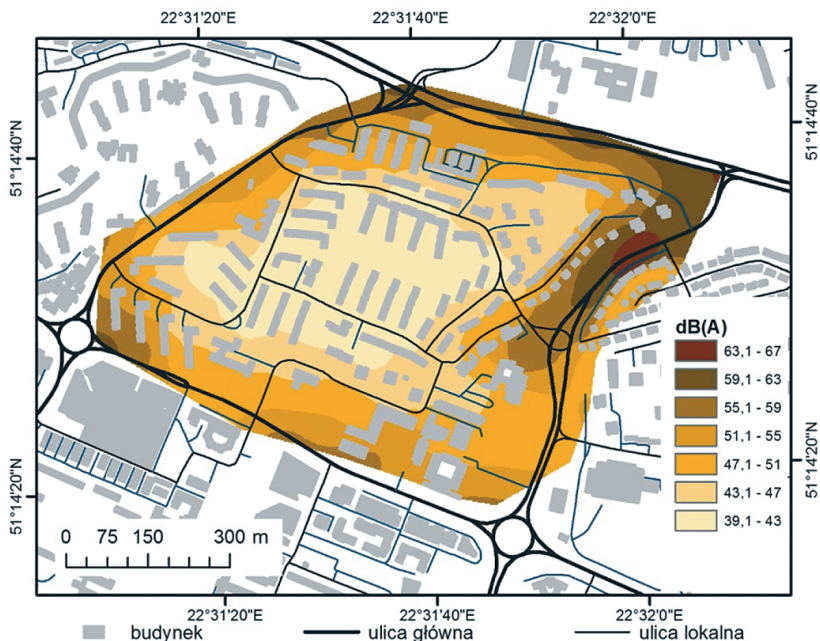 22°31'20"E 22°31'40"E 22°32'0"E
51°14'40"N
51°14'40"N
51°14'20"N
51°14'20"N
dB(A)
63,1 - 67
59,1 - 63
55,1 - 59
51,1 - 55
47,1 - 51
43,1 - 47
39,1 - 43
0 75 150 300 m
22°31'20"E 22°31'40"E 22°32'0"E
budynek ulica główna ulica lokalna